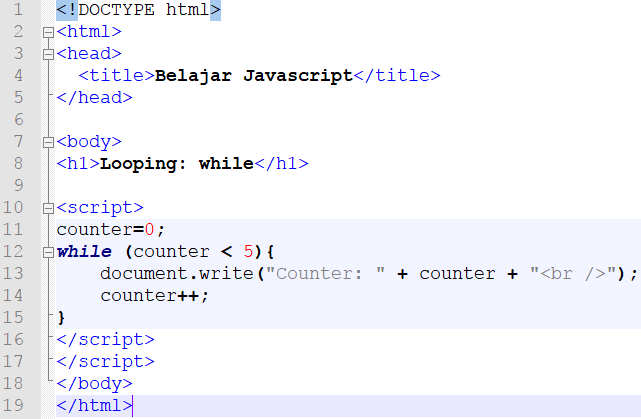 1 <!DOCTYPE html>
2 <html>
3 <head>
4   <title>Belajar Javascript</title>
5 </head>
6
7 <body>
8 <h1>Looping: while</h1>
9
10 <script>
11 counter=0;
12 while (counter < 5){
13     document.write("Counter: " + counter + "<br />");
14     counter++;
15 }
16 </script>
17 </script>
18 </body>
19 </html>